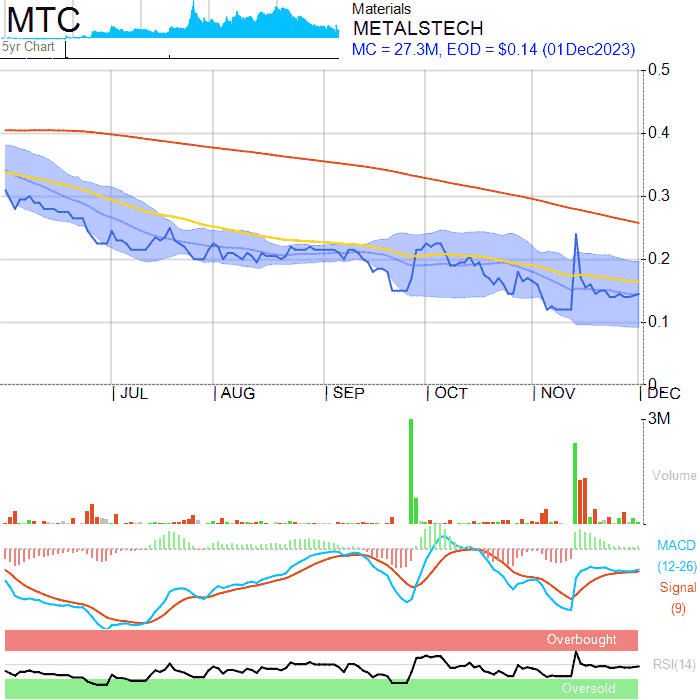 MTC
5yr Chart
Materials
METALSTECH
MC = 27.3M, EOD = $0.14 (01Dec2023)
0.5
0.4
0.3
0.2
0.1
0
JUL AUG SEP OCT NOV DEC
3M
Volume
MACD
(12-26)
Signal
(9)
Overbought
RSI(14)
Oversold